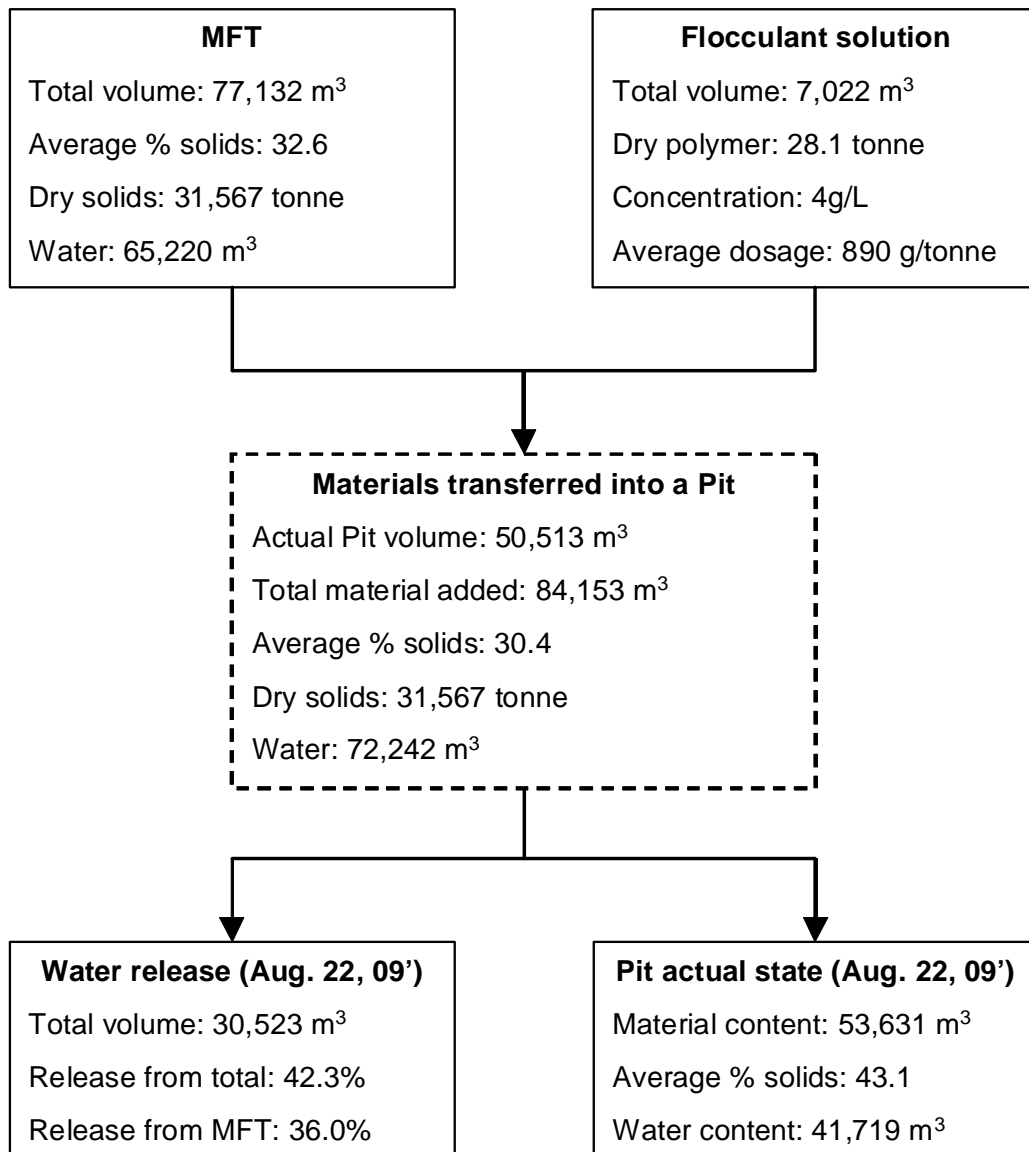 MFT
Total volume: 77,132 m³
Average % solids: 32.6
Dry solids: 31,567 tonne
Water: 65,220 m³
Flocculant solution
Total volume: 7,022 m³
Dry polymer: 28.1 tonne
Concentration: 4g/L
Average dosage: 890 g/tonne
Materials transferred into a Pit
Actual Pit volume: 50,513 m³
Total material added: 84,153 m³
Average % solids: 30.4
Dry solids: 31,567 tonne
Water: 72,242 m³
Water release (Aug. 22, 09’)
Total volume: 30,523 m³
Release from total: 42.3%
Release from MFT: 36.0%
Pit actual state (Aug. 22, 09’)
Material content: 53,631 m³
Average % solids: 43.1
Water content: 41,719 m³